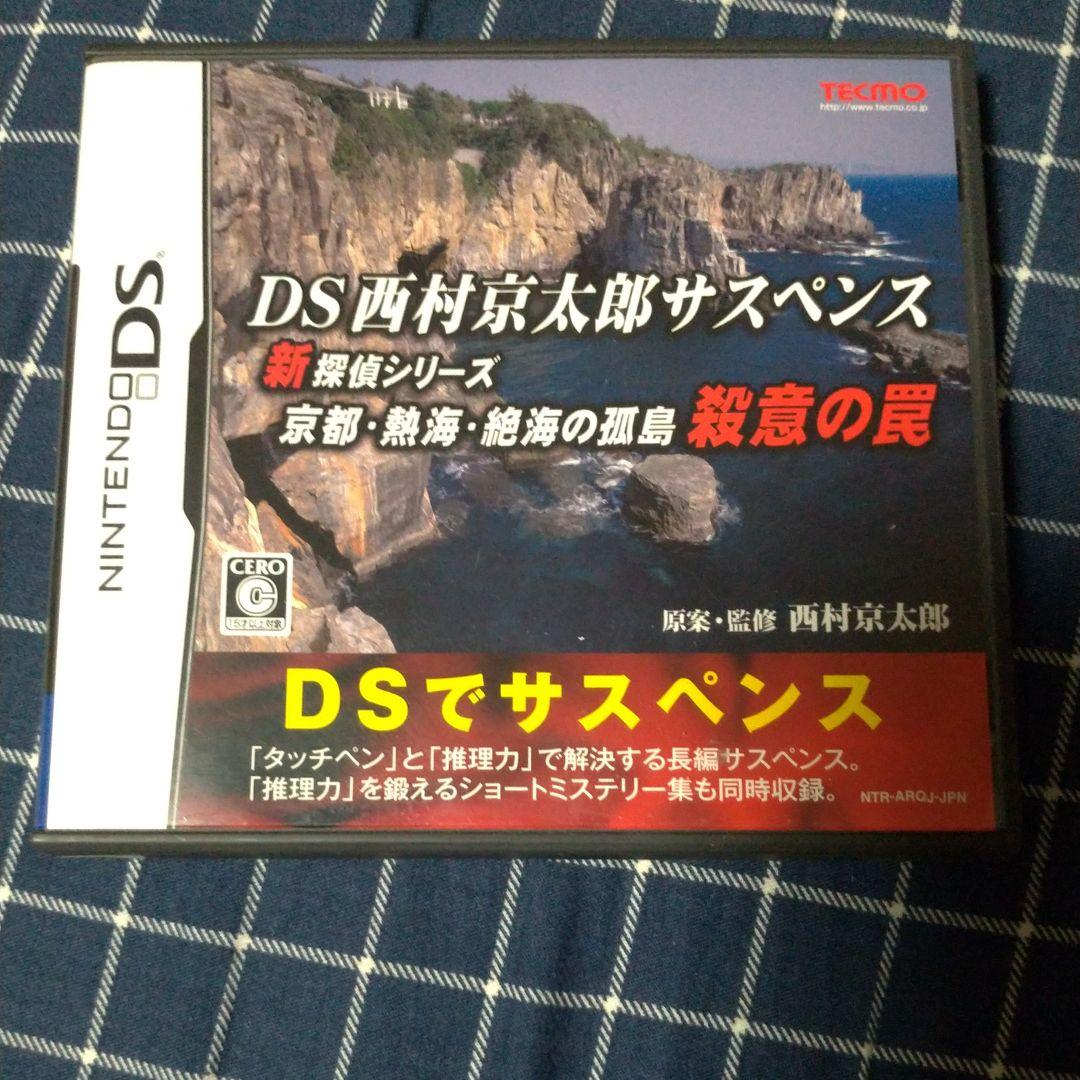 NINTENDO DS®
TECMO
http://www.tecmo.co.jp
DS 西村京太郎サスペンス
新 探偵シリーズ
京都・熱海・絶海の孤島 殺意の罠
CERO
C
15才以上対象
原案・監修 西村京太郎
DSでサスペンス
「タッチペン」と「推理力」で解決する長編サスペンス。
「推理力」を鍛えるショートミステリー集も同時収録。
NTR-ARQJ-JPN